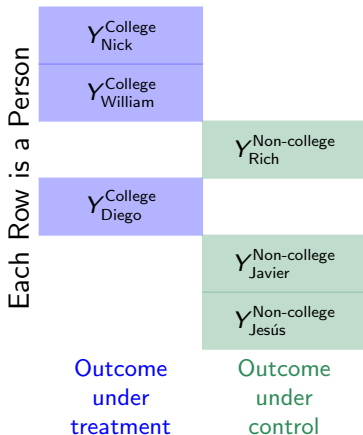 Each Row is a Person
Y College Nick
Y College William
Y Non-college Rich
Y College Diego
Y Non-college Javier
Y Non-college Jesús
Outcome
under
treatment
Outcome
under
control